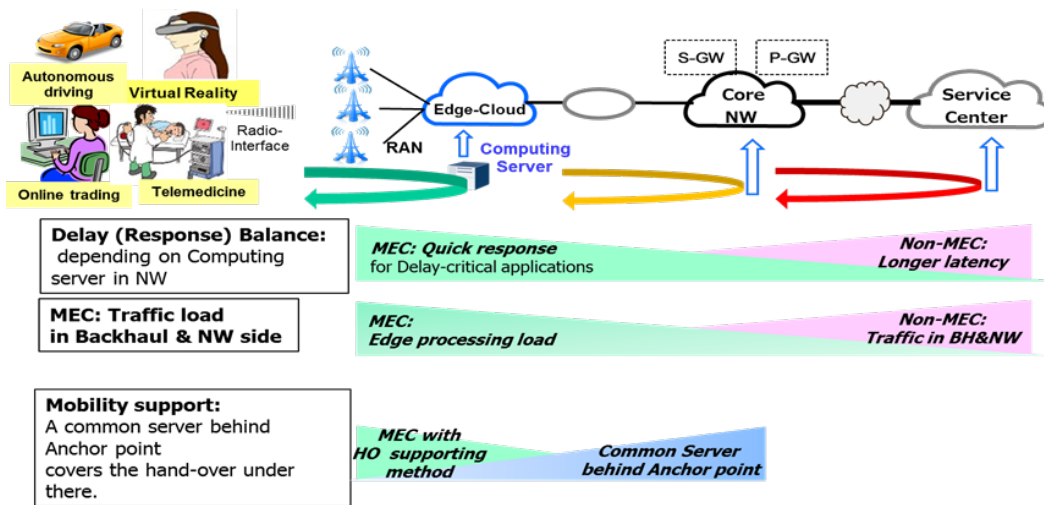 Autonomous
driving
Virtual Reality
Online trading
Telemedicine
Radio-
Interface
RAN
Edge-Cloud
Computing
Server
S-GW
P-GW
Core
NW
Service
Center
Delay (Response) Balance:
depending on Computing
server in NW
MEC: Quick response
for Delay-critical applications
Non-MEC:
Longer latency
MEC: Traffic load
in Backhaul & NW side
MEC:
Edge processing load
Non-MEC:
Traffic in BH&NW
Mobility support:
A common server behind
Anchor point
covers the hand-over under
there.
MEC with
HO supporting
method
Common Server
behind Anchor point